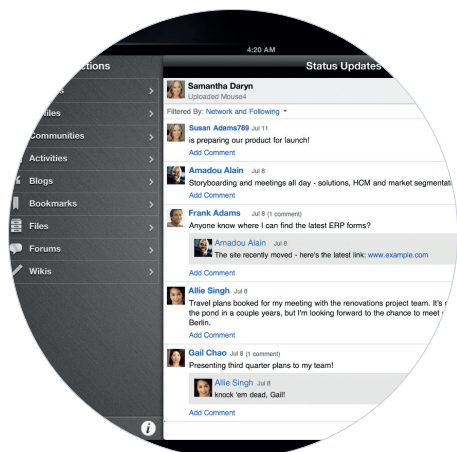 4:20 AM
Status Updates
Samantha Daryn
Uploaded Mouse4
Filtered By: Network and Following
Susan Adams789 Jul 11
is preparing our product for launch!
Add Comment
Amadou Alain Jul 8
Storyboarding and meetings all day - solutions, HCM and market
Add Comment
Frank Adams Jul 8 (1 comment)
Anyone know where I can find the latest ERP forms?
Amadou Alain Jul 8
The site recently moved - here's the latest link: www.example.com
Add Comment
Allie Singh Jul 8
Travel plans booked for my meeting with the renovations project team. It's
the pond in a couple years, but I'm looking forward to the chance to meet
Berlin.
Add Comment
Gail Chao Jul 8 (1 comment)
Presenting third quarter plans to my team!
Allie Singh Jul 8
knock 'em dead, Gail!
Add Comment
Communities
Activities
Blogs
Bookmarks
Files
Forums
Wikis
i